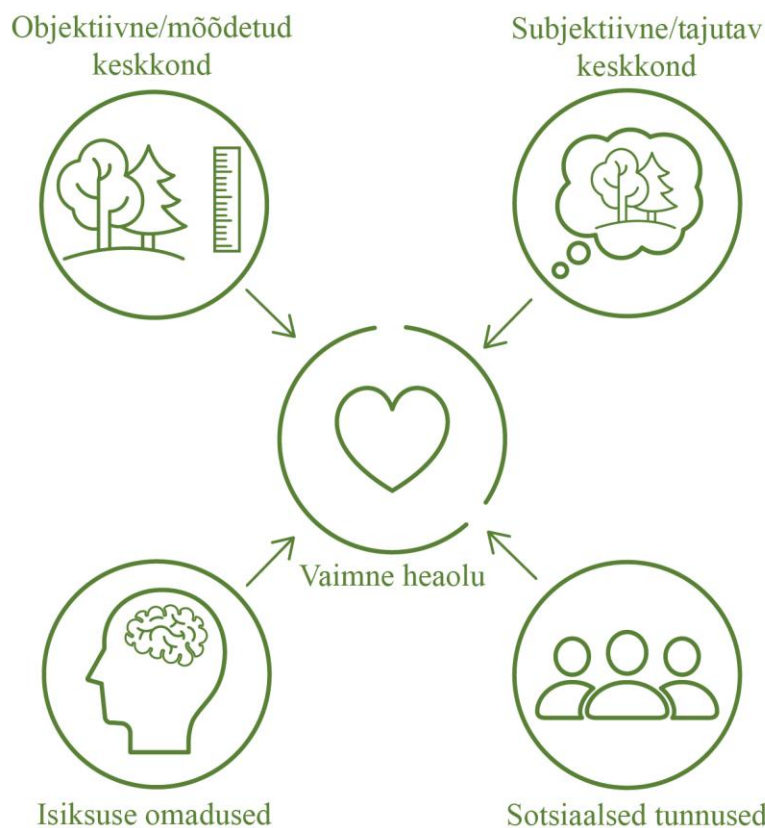 Objektiivne/mõõdetud
keskkond
Subjektiivne/tajutav
keskkond
Vaimne heaolu
Isiksuse omadused
Sotsiaalsed tunnused